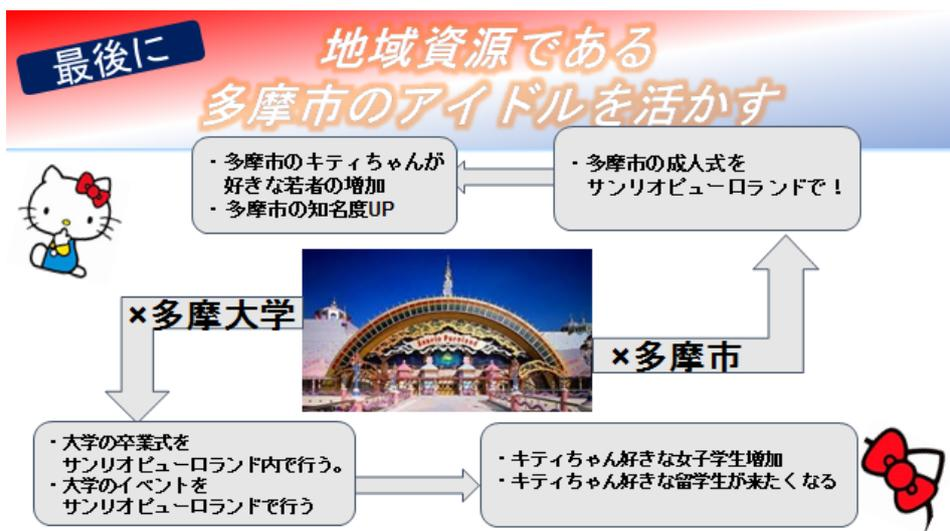 最後に
地域資源である
多摩市のアイドルを活かす
・多摩市のキティちゃんが
好きな若者の増加
・多摩市の知名度UP
・多摩市の成人式を
サンリオピューロランドで！
×多摩大学
Sanrio Puroland
×多摩市
・大学の卒業式を
サンリオピューロランド内で行う。
・大学のイベントを
サンリオピューロランドで行う
・キティちゃん好きな女子学生増加
・キティちゃん好きな留学生が来たくなる